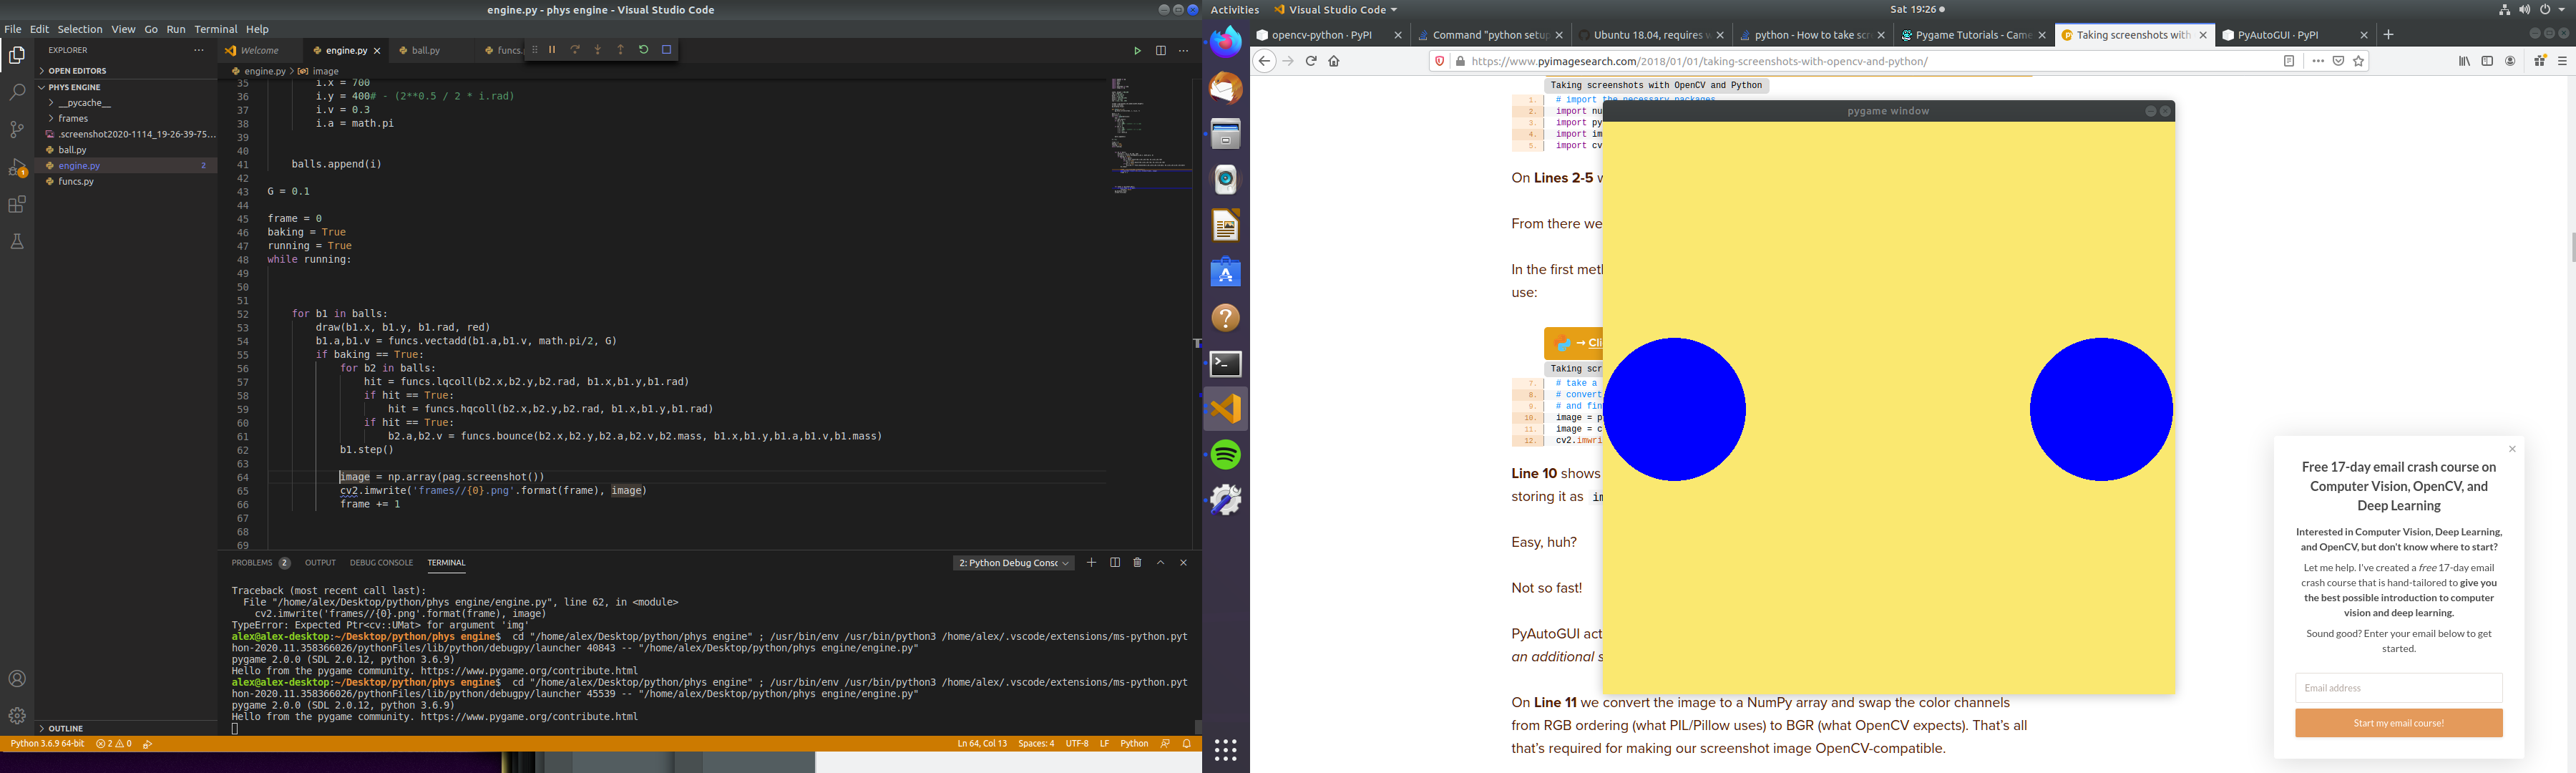 engine.py - phys engine - Visual Studio Code
File Edit Selection View Go Run Terminal Help
EXPLORER
OPEN EDITORS
PHYS ENGINE
__pycache__
frames
.screenshot2020-1114_19-26-39-75...
ball.py
engine.py 2
funcs.py
OUTLINE
Welcome engine.py ball.py funcs.
engine.py > image
35 i.x = 700
36 i.y = 400# - (2**0.5 / 2 * i.rad)
37 i.v = 0.3
38 i.a = math.pi
39
40
41 balls.append(i)
42
43 G = 0.1
44
45 frame = 0
46 baking = True
47 running = True
48 while running:
49
50
51
52 for b1 in balls:
53 draw(b1.x, b1.y, b1.rad, red)
54 b1.a,b1.v = funcs.vectadd(b1.a,b1.v, math.pi/2, G)
55 if baking == True:
56 for b2 in balls:
57 hit = funcs.lqcoll(b2.x,b2.y,b2.rad, b1.x,b1.y,b1.rad)
58 if hit == True:
59 hit = funcs.hqcoll(b2.x,b2.y,b2.rad, b1.x,b1.y,b1.rad)
60 if hit == True:
61 b2.a,b2.v = funcs.bounce(b2.x,b2.y,b2.a,b2.v,b2.mass, b1.x,b1.y,b1.a,b1.v,b1.mass)
62 b1.step()
63
64 image = np.array(pag.screenshot())
65 cv2.imwrite('frames//{0}.png'.format(frame), image)
66 frame += 1
67
68
69
PROBLEMS 2 OUTPUT DEBUG CONSOLE TERMINAL
2: Python Debug Consc
Traceback (most recent call last):
File "/home/alex/Desktop/python/phys engine/engine.py", line 62, in <module>
cv2.imwrite('frames//{0}.png'.format(frame), image)
TypeError: Expected Ptr<cv::UMat> for argument 'img'
alex@alex-desktop:~/Desktop/python/phys engine$ cd "/home/alex/Desktop/python/phys engine" ; /usr/bin/env /usr/bin/python3 /home/alex/.vscode/extensions/ms-python.pyt
hon-2020.11.358366026/pythonFiles/lib/python/debugpy/launcher 40843 -- "/home/alex/Desktop/python/phys engine/engine.py"
pygame 2.0.0 (SDL 2.0.12, python 3.6.9)
Hello from the pygame community. https://www.pygame.org/contribute.html
alex@alex-desktop:~/Desktop/python/phys engine$ cd "/home/alex/Desktop/python/phys engine" ; /usr/bin/env /usr/bin/python3 /home/alex/.vscode/extensions/ms-python.pyt
hon-2020.11.358366026/pythonFiles/lib/python/debugpy/launcher 45539 -- "/home/alex/Desktop/python/phys engine/engine.py"
pygame 2.0.0 (SDL 2.0.12, python 3.6.9)
Hello from the pygame community. https://www.pygame.org/contribute.html
Python 3.6.9 64-bit 2 0
Ln 64, Col 13 Spaces: 4 UTF-8 LF Python
Activities Visual Studio Code Sat 19:26
opencv-python · PyPI Command "python setup Ubuntu 18.04, requires python - How to take scr Pygame Tutorials - Came Taking screenshots with PyAutoGUI · PyPI
https://www.pyimagesearch.com/2018/01/01/taking-screenshots-with-opencv-and-python/
Taking screenshots with OpenCV and Python
1. # import the necessary packages
2. import nu
3. import py
4. import im
5. import cv
pygame window
On Lines 2-5 w
From there we
In the first meth
use:
→ Cli
Taking scr
7. # take a
8. # convert
9. # and fin
10. image = p
11. image = c
12. cv2.imwri
Line 10 shows
storing it as im
Easy, huh?
Not so fast!
PyAutoGUI act
an additional s
On Line 11 we convert the image to a NumPy array and swap the color channels
from RGB ordering (what PIL/Pillow uses) to BGR (what OpenCV expects). That's all
that's required for making our screenshot image OpenCV-compatible.
Free 17-day email crash course on
Computer Vision, OpenCV, and
Deep Learning
Interested in Computer Vision, Deep Learning,
and OpenCV, but don't know where to start?
Let me help. I've created a free 17-day email
crash course that is hand-tailored to give you
the best possible introduction to computer
vision and deep learning.
Sound good? Enter your email below to get
started.
Email address
Start my email course!